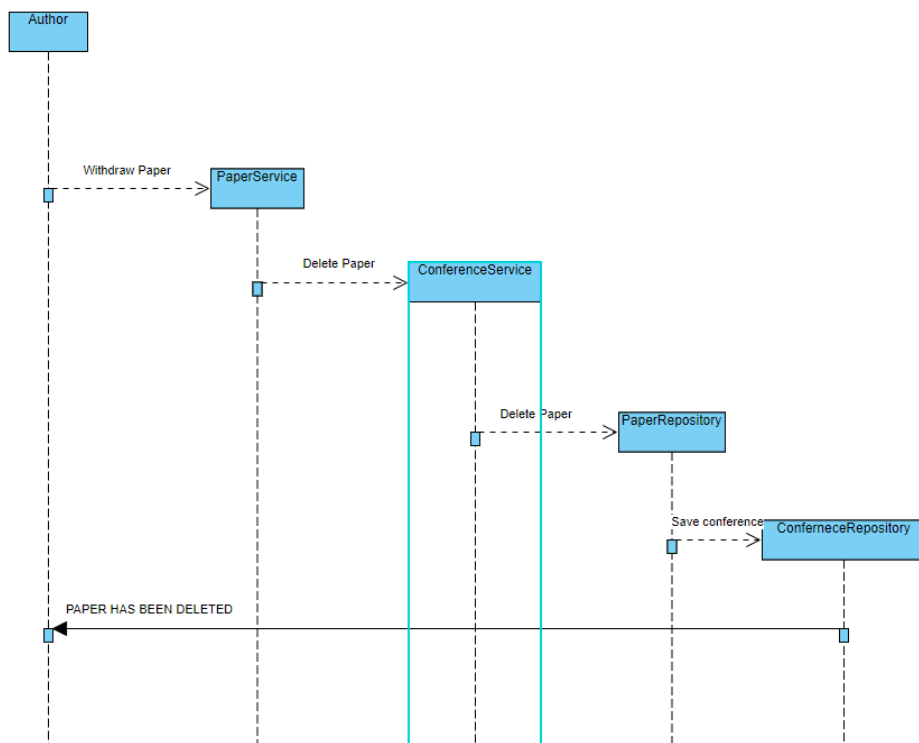 Author
Withdraw Paper
PaperService
Delete Paper
ConferenceService
Delete Paper
PaperRepository
Save conference
ConferneceRepository
PAPER HAS BEEN DELETED